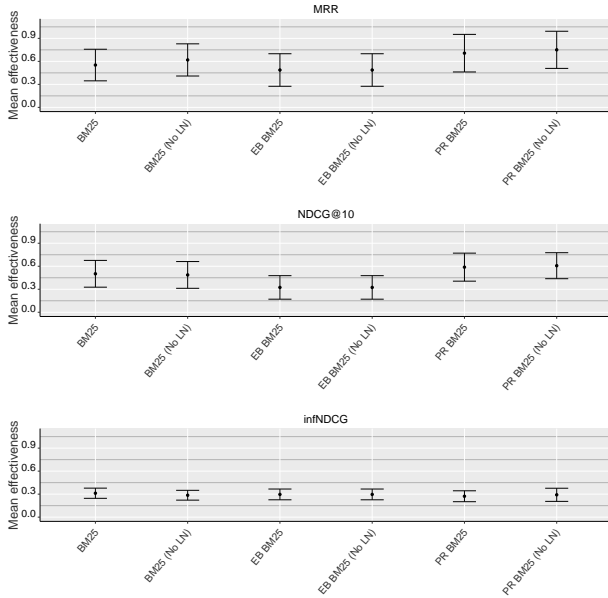 MRR
Mean effectiveness
0.9
0.6
0.3
0.0
BM25
BM25 (No LN)
EB BM25
EB BM25 (No LN)
PR BM25
PR BM25 (No LN)
NDCG@10
Mean effectiveness
0.9
0.6
0.3
0.0
BM25
BM25 (No LN)
EB BM25
EB BM25 (No LN)
PR BM25
PR BM25 (No LN)
infNDCG
Mean effectiveness
0.9
0.6
0.3
0.0
BM25
BM25 (No LN)
EB BM25
EB BM25 (No LN)
PR BM25
PR BM25 (No LN)